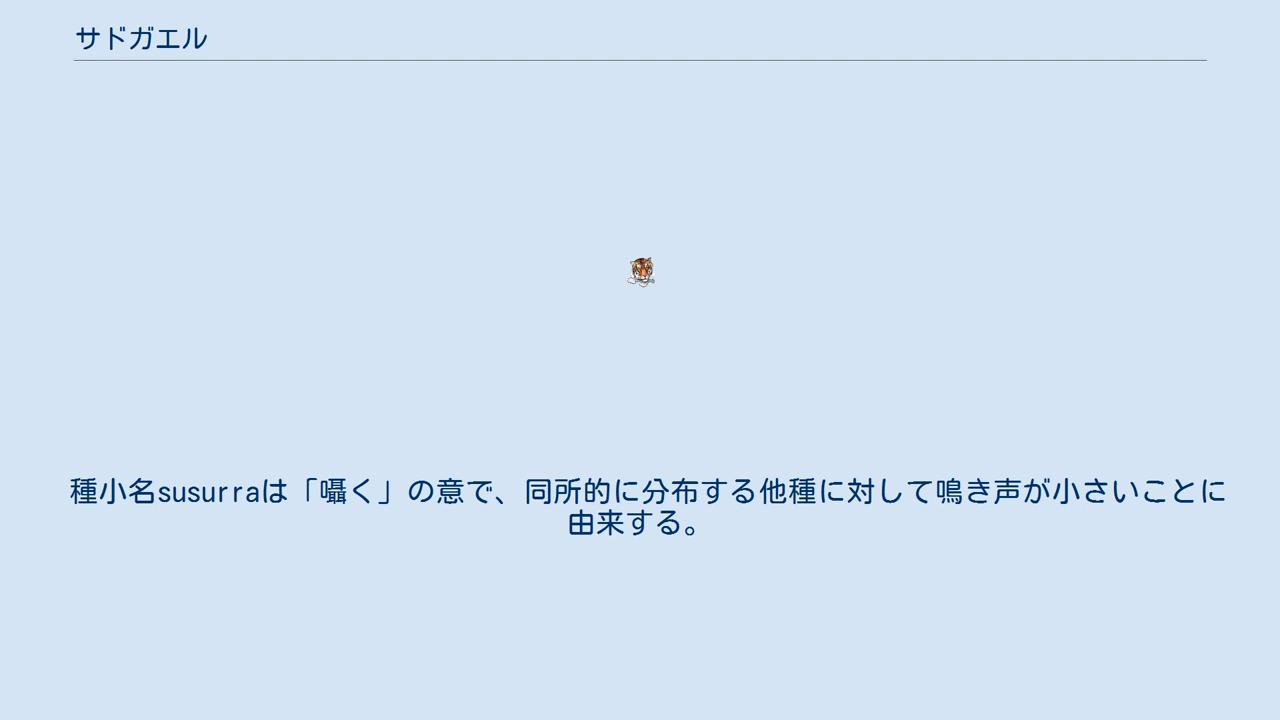 サドガエル
種小名susurraは「囁く」の意で、同所的に分布する他種に対して鳴き声が小さいことに
由来する。